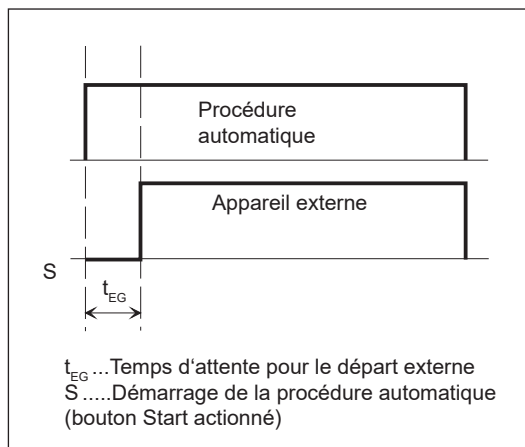 Procédure
automatique
Appareil externe
S
tEG
tEG ...Temps d‘attente pour le départ externe
S .....Démarrage de la procédure automatique
(bouton Start actionné)